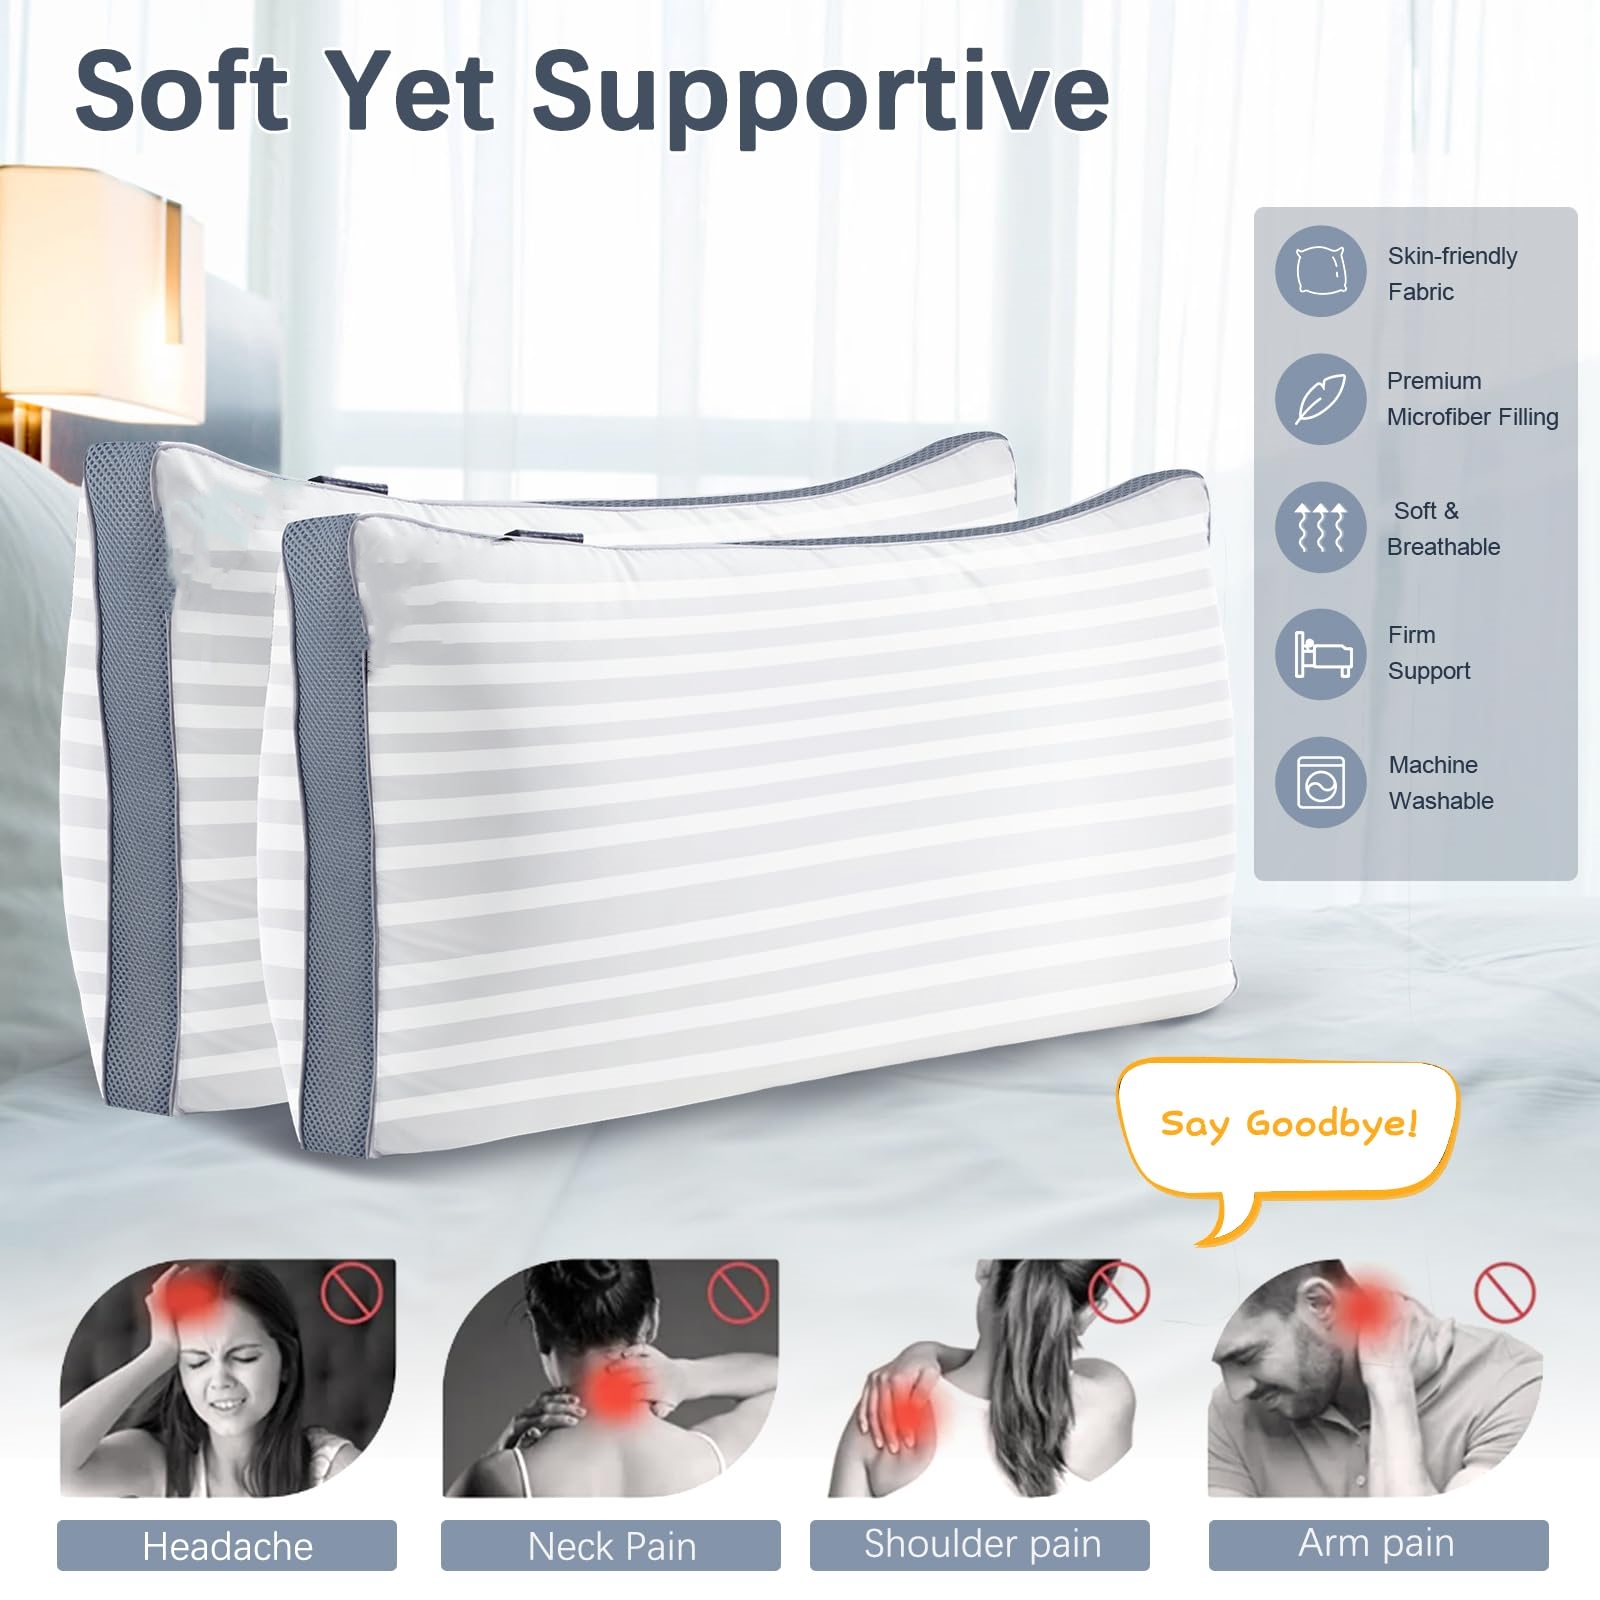 Soft Yet Supportive
Skin-friendly
Fabric
Premium
Microfiber Filling
Soft &
Breathable
Firm
Support
Machine
Washable
Say Goodbye!
Headache
Neck Pain
Shoulder pain
Arm pain